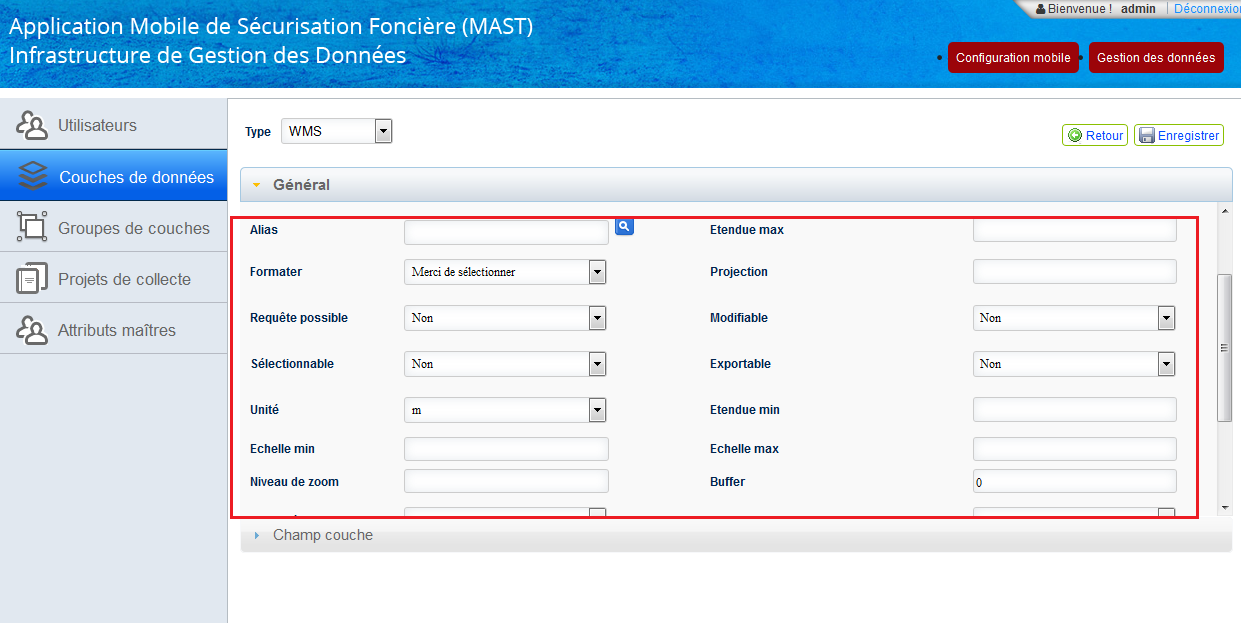 Bienvenue ! admin Déconnexion
Application Mobile de Sécurisation Foncière (MAST)
Infrastructure de Gestion des Données
Configuration mobile
Gestion des données
Utilisateurs
Couches de données
Groupes de couches
Projets de collecte
Attributs maîtres
Type WMS
Retour
Enregistrer
Général
Alias
Etendue max
Formater Merci de sélectionner
Projection
Requête possible Non
Modifiable Non
Sélectionnable Non
Exportable Non
Unité m
Etendue min
Echelle min
Echelle max
Niveau de zoom
Buffer 0
Champ couche